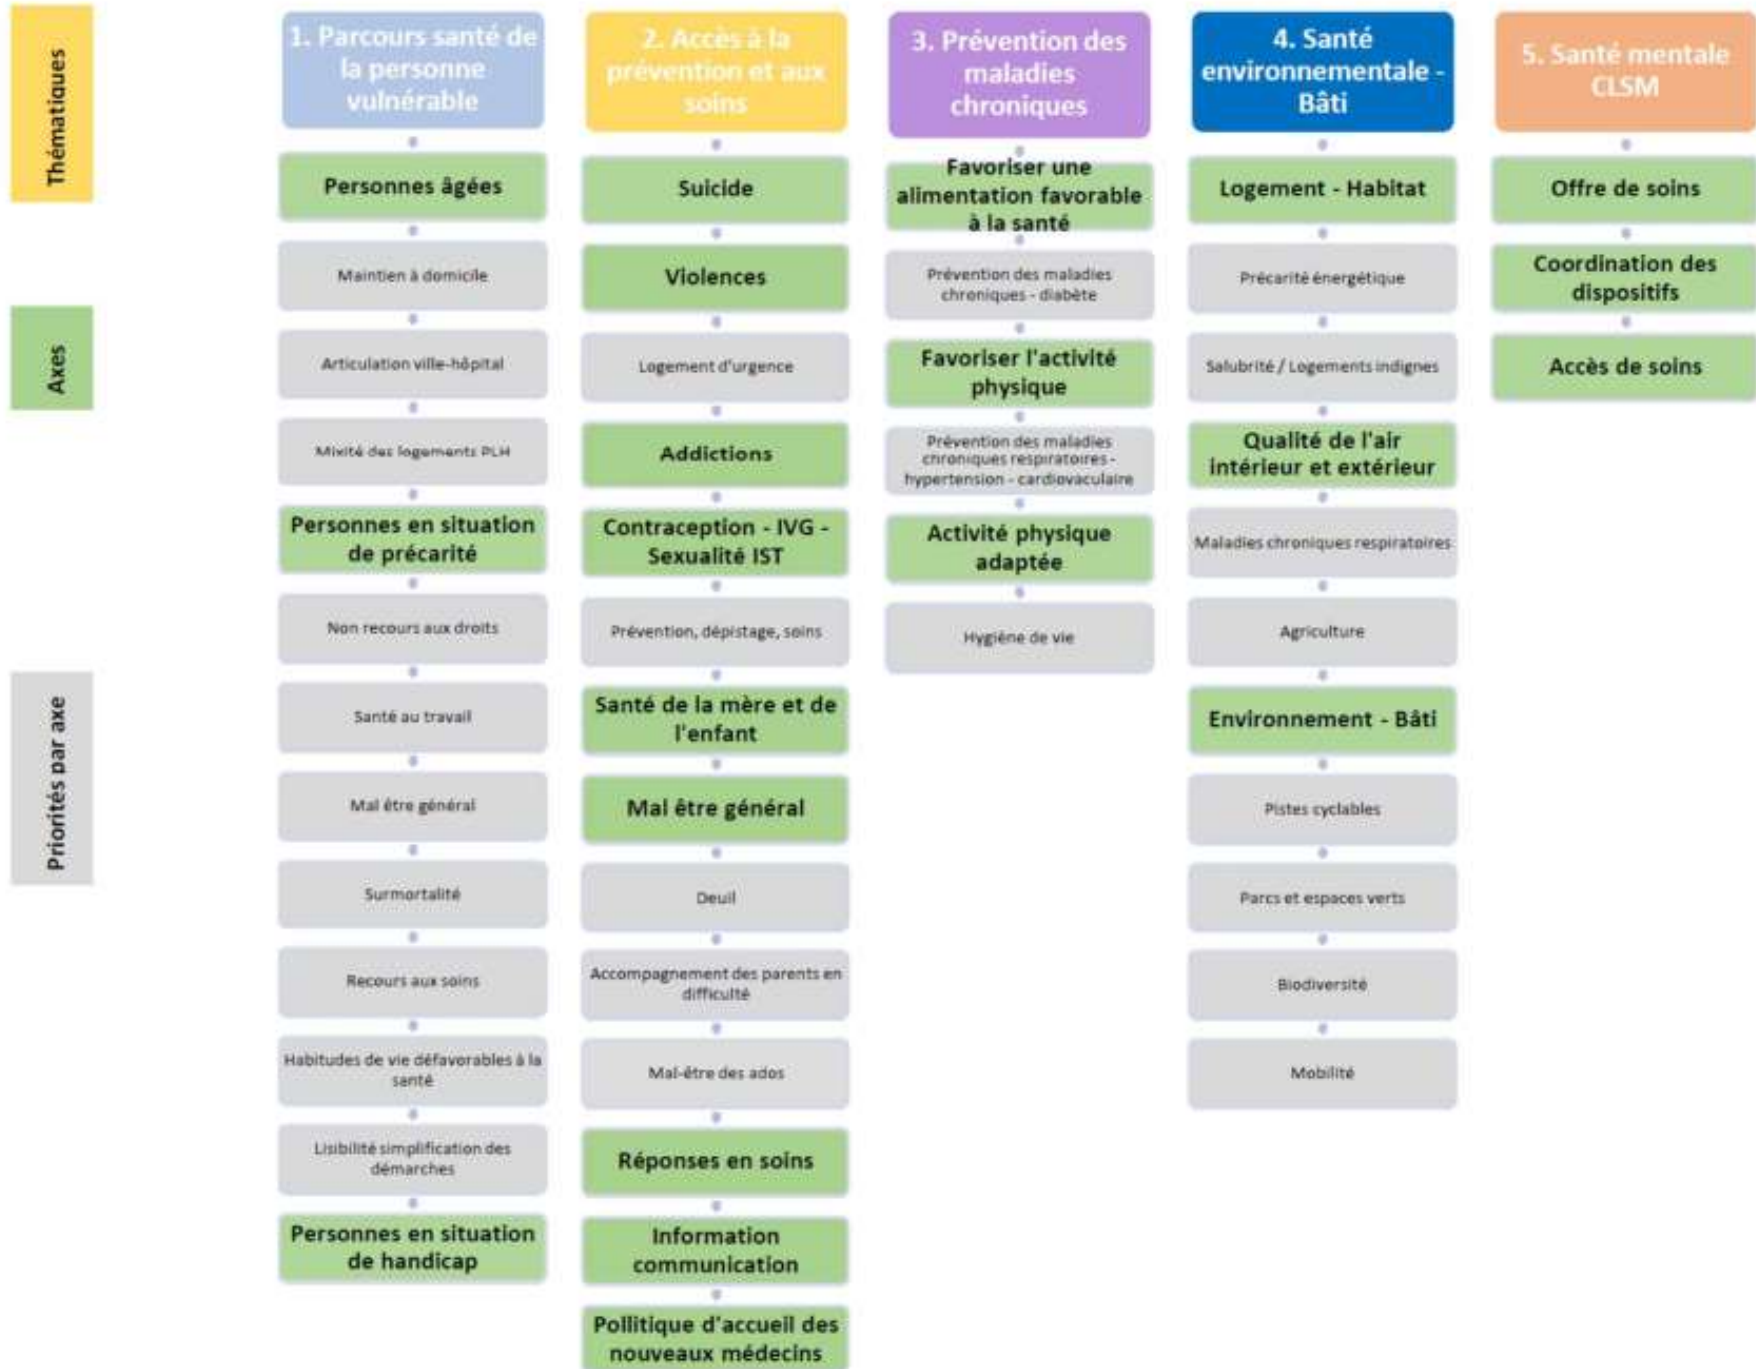 Thématiques
Axes
Priorités par axe
1. Parcours santé de
la personne
vulnérable
Personnes âgées
Maintien à domicile
Articulation ville-hôpital
Mixité des logements PLH
Personnes en situation
de précarité
Non recours aux droits
Santé au travail
Mal être général
Surmortalité
Recours aux soins
Habitudes de vie défavorables à la
santé
Lisibilité simplification des
démarches
Personnes en situation
de handicap
2. Accès à la
prévention et aux
soins
Suicide
Violences
Logement d'urgence
Addictions
Contraception - IVG -
Sexualité IST
Prévention, dépistage, soins
Santé de la mère et de
l'enfant
Mal être général
Deuil
Accompagnement des parents en
difficulté
Mal-être des ados
Réponses en soins
Information
communication
Pollitique d'accueil des
nouveaux médecins
3. Prévention des
maladies
chroniques
Favoriser une
alimentation favorable
à la santé
Prévention des maladies
chroniques - diabète
Favoriser l'activité
physique
Prévention des maladies
chroniques respiratoires -
hypertension - cardiovaculaire
Activité physique
adaptée
Hygiène de vie
4. Santé
environnementale -
Bâti
Logement - Habitat
Précarité énergétique
Salubrité / Logements indignes
Qualité de l'air
intérieur et extérieur
Maladies chroniques respiratoires
Agriculture
Environnement - Bâti
Pistes cyclables
Parcs et espaces verts
Biodiversité
Mobilité
5. Santé mentale
CLSM
Offre de soins
Coordination des
dispositifs
Accès de soins